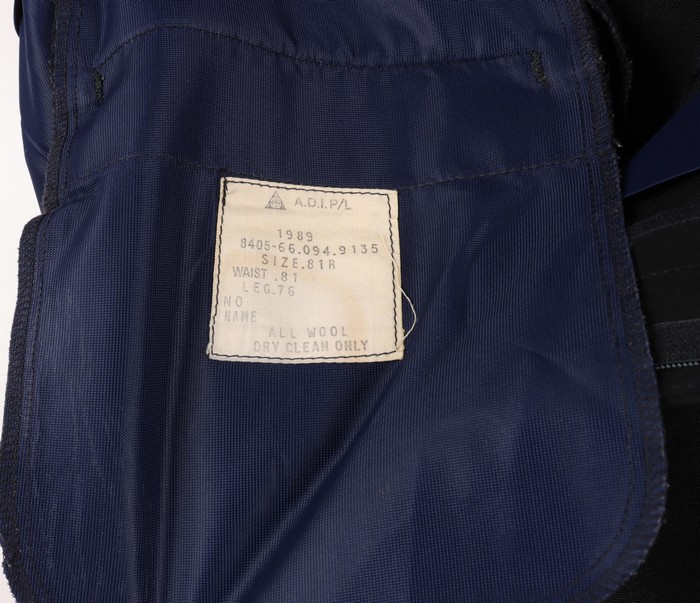 A.D.I.P/L
1989
8405-66.094.9135
SIZE.81R
WAIST .81
LEG.76
NO
NAME
ALL WOOL
DRY CLEAN ONLY